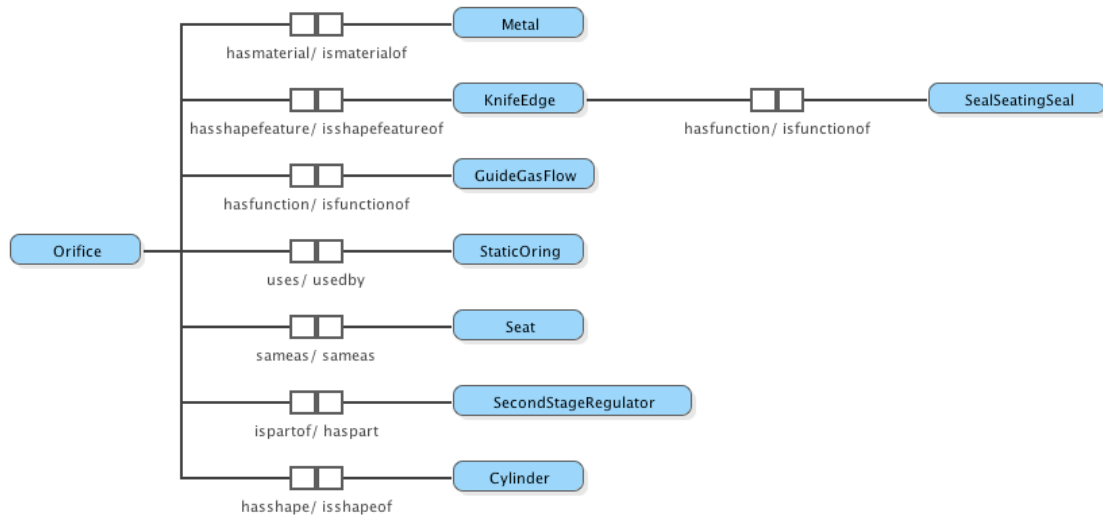 Metal
hasmaterial/ ismaterialof
KnifeEdge
SealSeatingSeal
hasshapefeature/ isshapefeatureof
hasfunction/ isfunctionof
GuideGasFlow
hasfunction/ isfunctionof
Orifice
StaticOring
uses/ usedby
Seat
sameas/ sameas
SecondStageRegulator
ispartof/ haspart
Cylinder
hasshape/ isshapeof